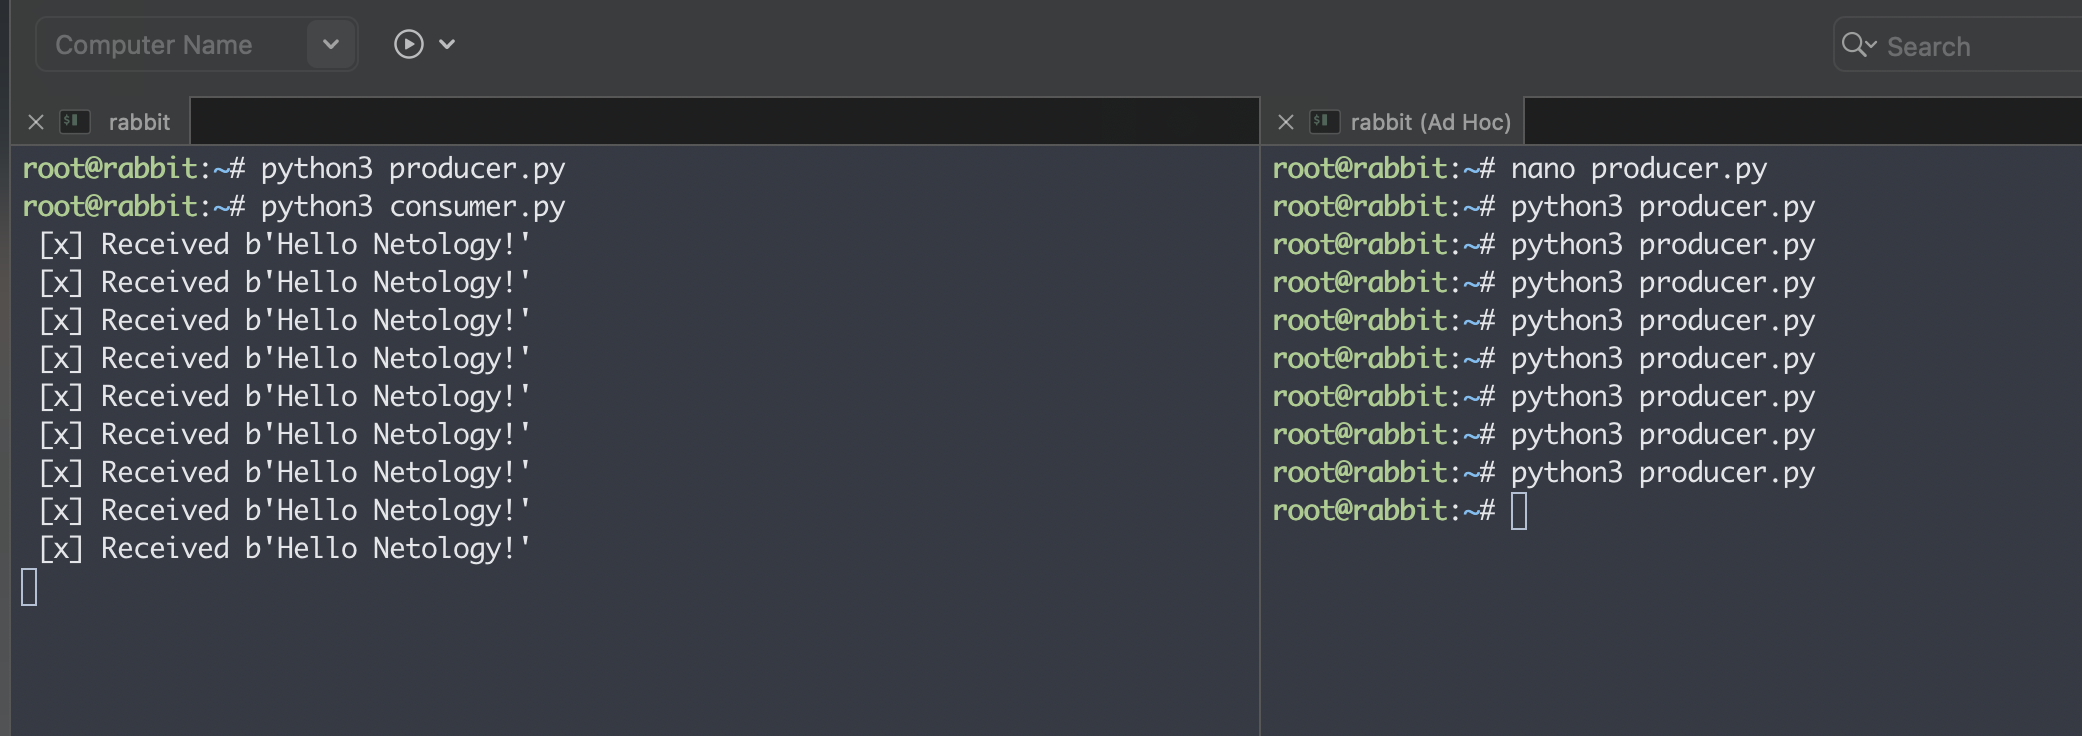 Computer Name
Search
rabbit
root@rabbit:~# python3 producer.py
root@rabbit:~# python3 consumer.py
[x] Received b'Hello Netology!'
[x] Received b'Hello Netology!'
[x] Received b'Hello Netology!'
[x] Received b'Hello Netology!'
[x] Received b'Hello Netology!'
[x] Received b'Hello Netology!'
[x] Received b'Hello Netology!'
[x] Received b'Hello Netology!'
[x] Received b'Hello Netology!'
rabbit (Ad Hoc)
root@rabbit:~# nano producer.py
root@rabbit:~# python3 producer.py
root@rabbit:~# python3 producer.py
root@rabbit:~# python3 producer.py
root@rabbit:~# python3 producer.py
root@rabbit:~# python3 producer.py
root@rabbit:~# python3 producer.py
root@rabbit:~# python3 producer.py
root@rabbit:~# python3 producer.py
root@rabbit:~#